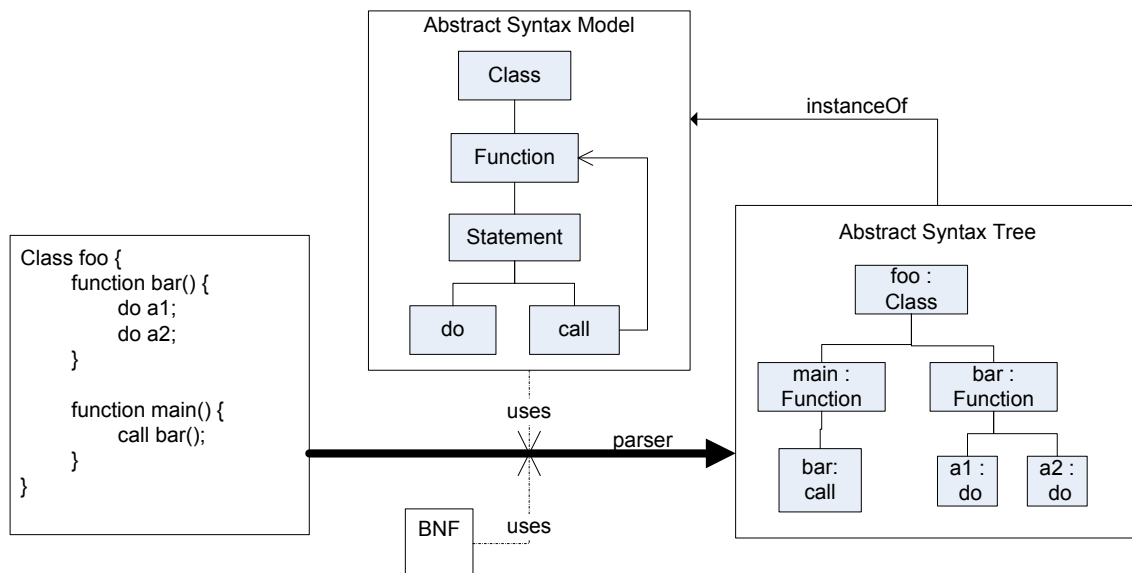 Abstract Syntax Model
Class
Function
Statement
do
call
instanceOf
Class foo {
function bar() {
do a1;
do a2;
}
function main() {
call bar();
}
}
uses
parser
BNF
uses
Abstract Syntax Tree
foo :
Class
main :
Function
bar :
Function
bar:
call
a1 :
do
a2 :
do